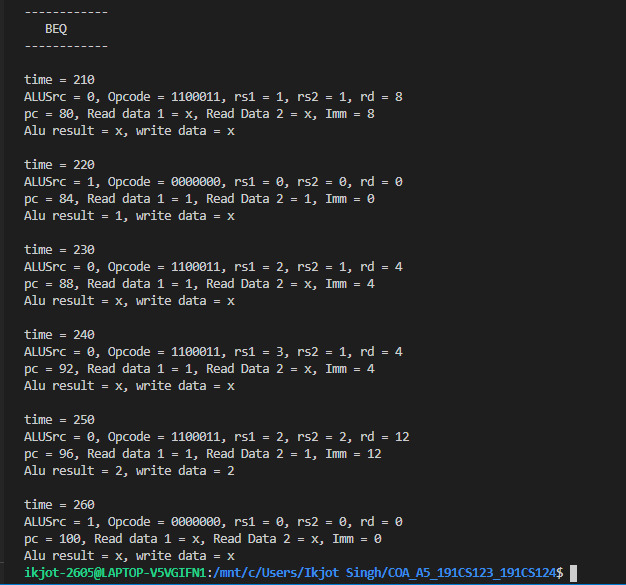 ------------
BEQ
------------
time = 210
ALUSrc = 0, Opcode = 1100011, rs1 = 1, rs2 = 1, rd = 8
pc = 80, Read data 1 = x, Read Data 2 = x, Imm = 8
Alu result = x, write data = x
time = 220
ALUSrc = 1, Opcode = 0000000, rs1 = 0, rs2 = 0, rd = 0
pc = 84, Read data 1 = 1, Read Data 2 = 1, Imm = 0
Alu result = 1, write data = x
time = 230
ALUSrc = 0, Opcode = 1100011, rs1 = 2, rs2 = 1, rd = 4
pc = 88, Read data 1 = 1, Read Data 2 = x, Imm = 4
Alu result = x, write data = x
time = 240
ALUSrc = 0, Opcode = 1100011, rs1 = 3, rs2 = 1, rd = 4
pc = 92, Read data 1 = 1, Read Data 2 = x, Imm = 4
Alu result = x, write data = x
time = 250
ALUSrc = 0, Opcode = 1100011, rs1 = 2, rs2 = 2, rd = 12
pc = 96, Read data 1 = 1, Read Data 2 = 1, Imm = 12
Alu result = 2, write data = 2
time = 260
ALUSrc = 1, Opcode = 0000000, rs1 = 0, rs2 = 0, rd = 0
pc = 100, Read data 1 = x, Read Data 2 = x, Imm = 0
Alu result = x, write data = x
ikjot-2605@LAPTOP-V5VGIFN1:/mnt/c/Users/Ikjot Singh/COA_A5_191CS123_191CS124$